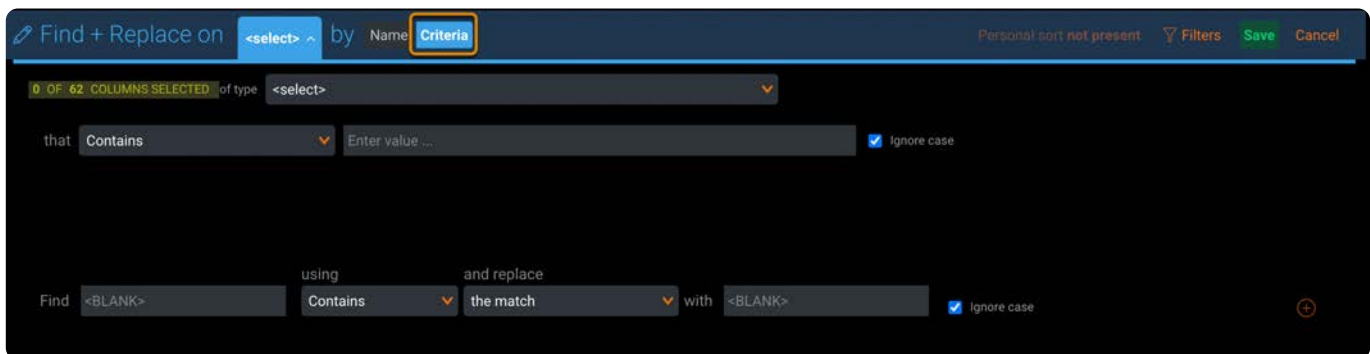 Find + Replace on <select> by Name Criteria Personal sort not present Filters Save Cancel
0 OF 62 COLUMNS SELECTED of type <select>
that Contains Enter value ... Ignore case
using and replace
Find <BLANK> Contains the match with <BLANK> Ignore case